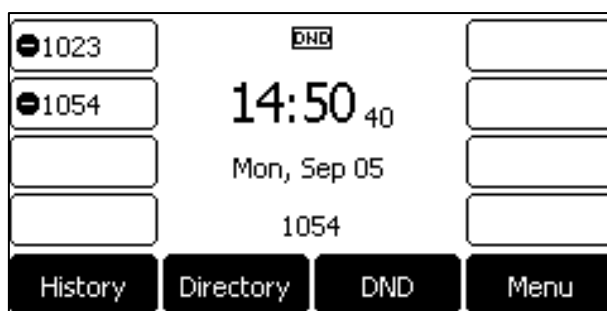 1023
DND
1054
14:50 40
Mon, Sep 05
1054
History Directory DND Menu